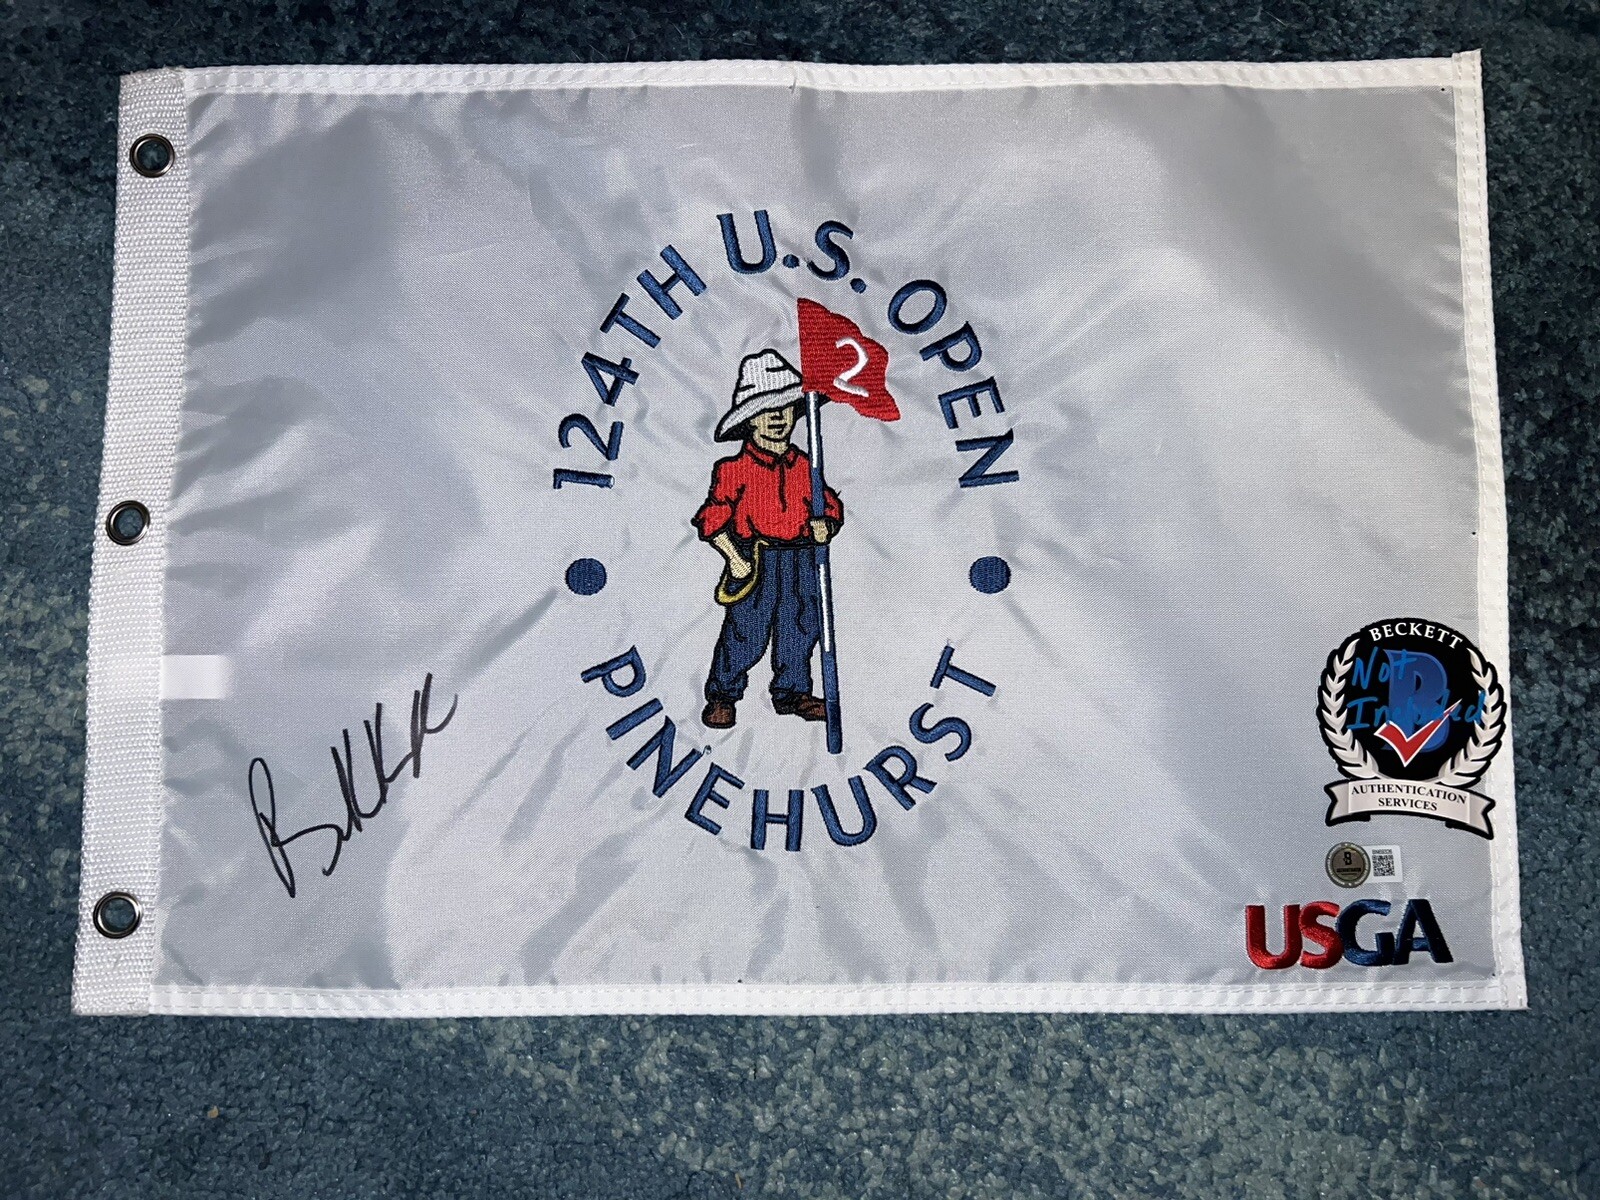 124TH U.S. OPEN
2
PINEHURST
BECKETT
B
Not
Included
AUTHENTICATION
SERVICES
B
USGA